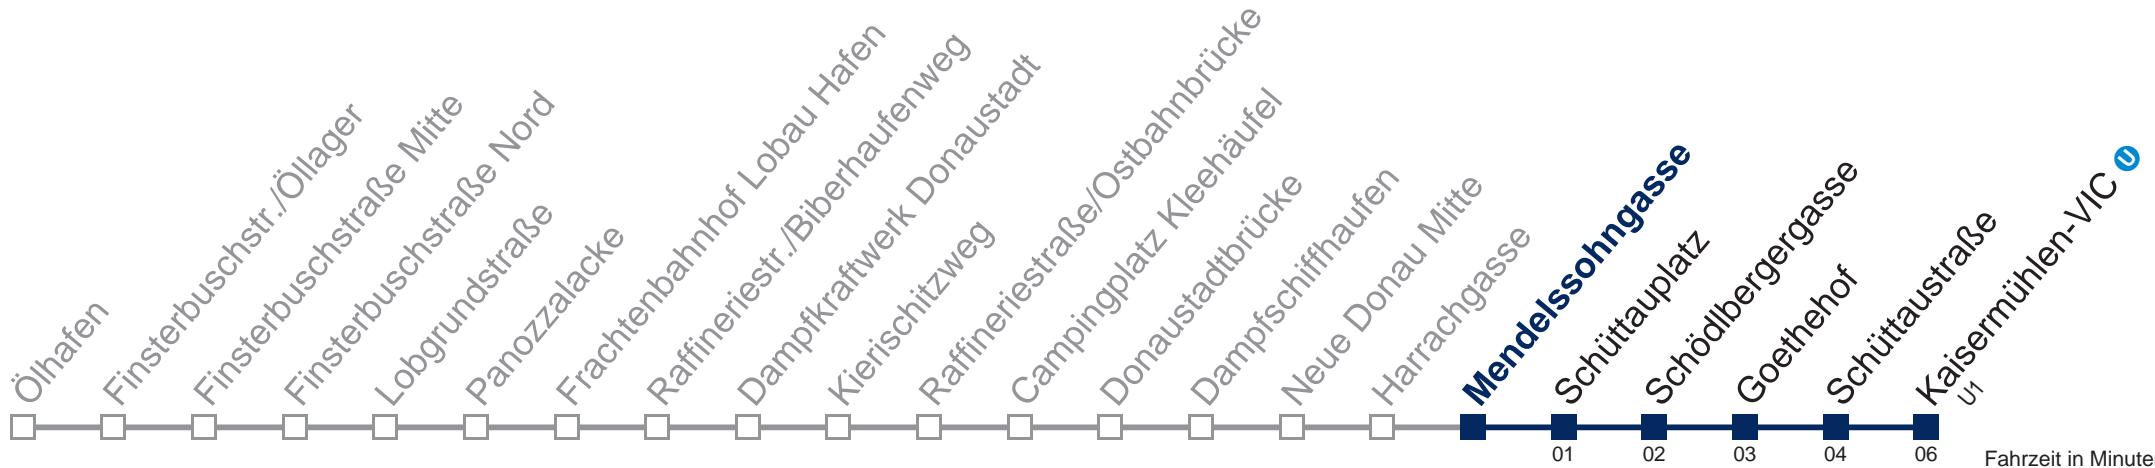 Ölhafen
Finsterbuschstr./Öllager
Finsterbuschstraße Mitte
Finsterbuschstraße Nord
Lobgrundstraße
Panozzalacke
Frachtenbahnhof Lobau Hafen
Raffineriestr./Biberhaufenweg
Dampfkraftwerk Donaustadt
Kierischitzweg
Raffineriestraße/Ostbahnbrücke
Campingplatz Kleehäufel
Donaustadtbrücke
Dampfschiffhaufen
Neue Donau Mitte
Harrachgasse
Mendelssohngasse
Schüttauplatz
Schödlbergergasse
Goethehof
Schüttaustraße
Kaisermühlen-VIC U
U1
01 02 03 04 06
Fahrzeit in Minute